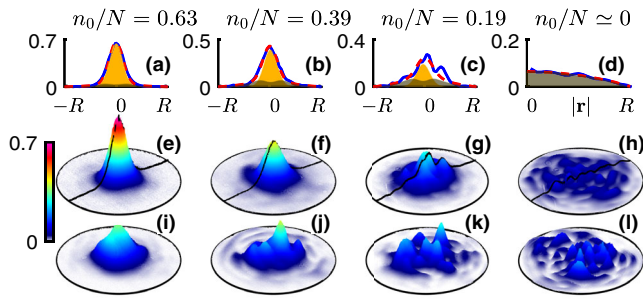 n₀/N = 0.63 n₀/N = 0.39 n₀/N = 0.19 n₀/N ≃ 0
0.7 0.5 0.4 0.2
(a) (b) (c) (d)
0 0 0 0
−R 0 R −R 0 R −R 0 R 0 |r| R
0.7 (e) (f) (g) (h)
0 (i) (j) (k) (l)